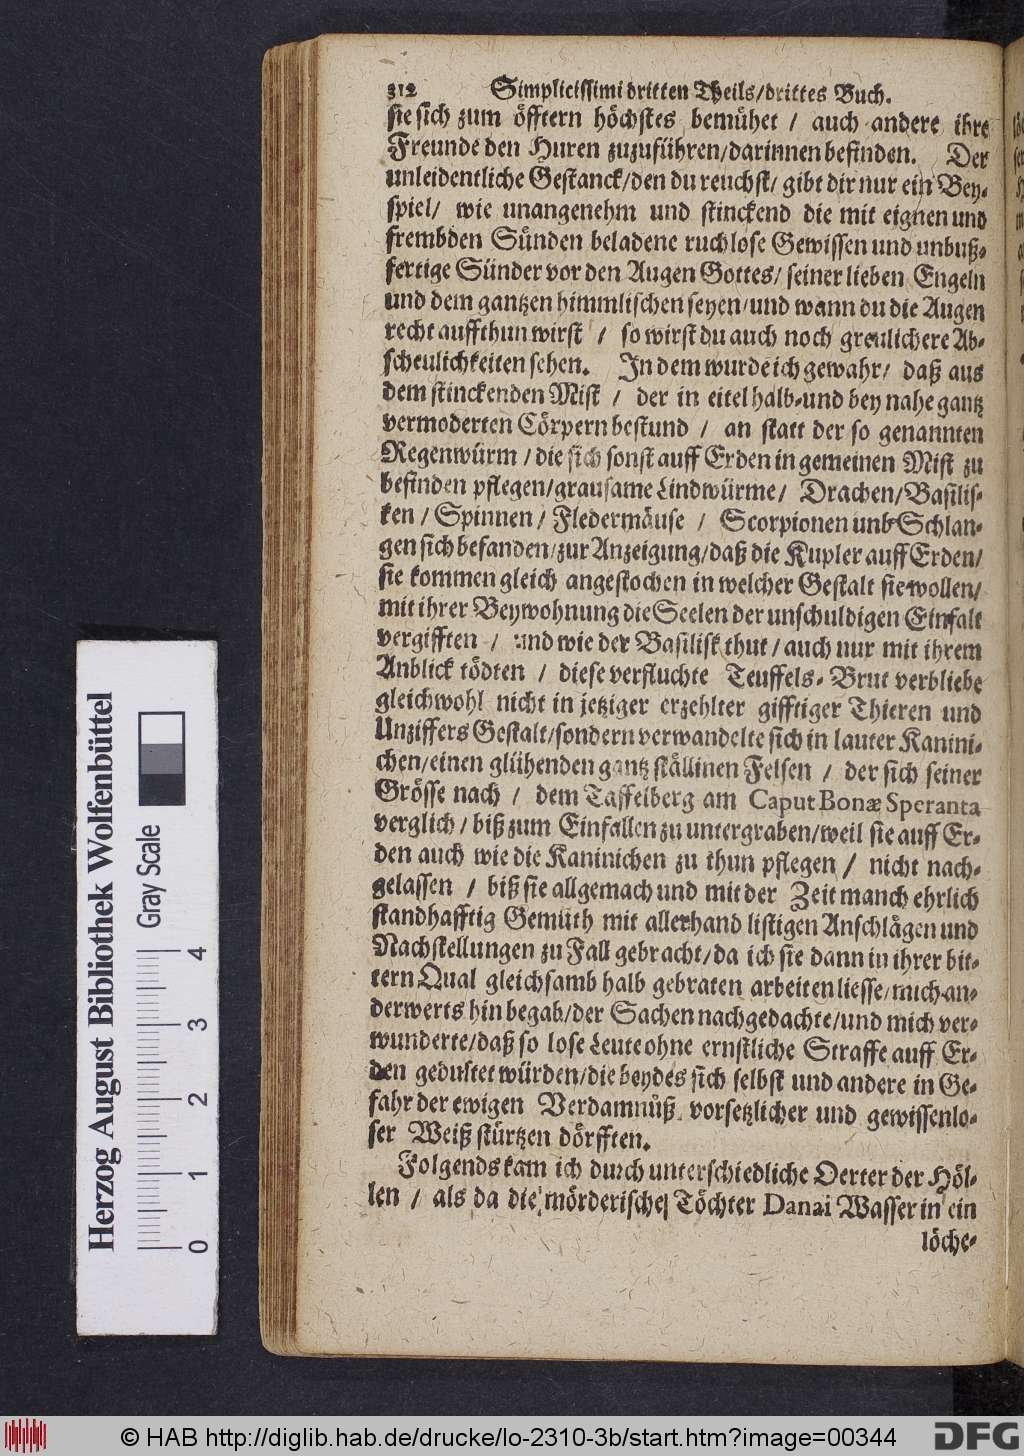 312 Simplicissimi dritten Theils/drittes Buch.
sie sich zum öfftern höchstes bemühet / auch andere ihre
Freunde den Huren zuzuführen/darinnen befinden. Der
unleidentliche Gestanck/den du reuchst/ gibt dir nur ein Bey-
spiel/ wie unangenehm und stinckend die mit eignen und
frembden Sünden beladene ruchlose Gewissen und unbuß-
fertige Sünder vor den Augen Gottes/ seiner lieben Engeln
und dem gantzen himmlischen seyen/und wann du die Augen
recht auffthun wirst / so wirst du auch noch greulichere Ab-
scheulichkeiten sehen. In dem wurde ich gewahr/ daß aus
dem stinckenden Mist / der in eitel halb-und bey nahe gantz
vermoderten Cörpern bestund / an statt der so genannten
Regenwürm / die sich sonst auff Erden in gemeinen Mist zu
befinden pflegen/grausame Lindwürme/ Drachen/Basilis-
ken / Spinnen / Fledermäuse / Scorpionen und Schlan-
gen sich befanden/zur Anzeigung/daß die Kupler auff Erden/
sie kommen gleich angestochen in welcher Gestalt sie wollen/
mit ihrer Beywohnung die Seelen der unschuldigen Einfalt
vergifften / und wie der Basilisk thut / auch nur mit ihrem
Anblick tödten / diese verfluchte Teuffels-Brut verbliebe
gleichwohl nicht in jetziger erzehlter gifftiger Thieren und
Unziffers Gestalt/sondern verwandelte sich in lauter Kanini-
chen/einen glühenden gantz ställinen Felsen / der sich seiner
Grösse nach / dem Taffelberg am Caput Bonæ Speranta
verglich / biß zum Einfallen zu untergraben/weil sie auff Er-
den auch wie die Kaninichen zu thun pflegen / nicht nach-
gelassen / biß sie allgemach und mit der Zeit manch ehrlich
standhafftig Gemüth mit allerhand listigen Anschlägen und
Nachstellungen zu Fall gebracht/da ich sie dann in ihrer bit-
tern Qual gleichsamb halb gebraten arbeiten liesse/mich an-
derwerts hin begab/der Sachen nachgedachte/und mich ver-
wunderte/daß so lose Leute ohne ernstliche Straffe auff Er-
den gedultet würden/die beydes sich selbst und andere in Ge-
fahr der ewigen Verdamnüß vorsetzlicher und gewissenlo-
ser Weiß stürtzen dörfften.
Folgends kam ich durch unterschiedliche Oerter der Höl-
len / als da die mörderische Töchter Danai Wasser in ein
löche-
Herzog August Bibliothek Wolfenbüttel
Gray Scale
0 1 2 3 4
© HAB http://diglib.hab.de/drucke/lo-2310-3b/start.htm?image=00344
DFG